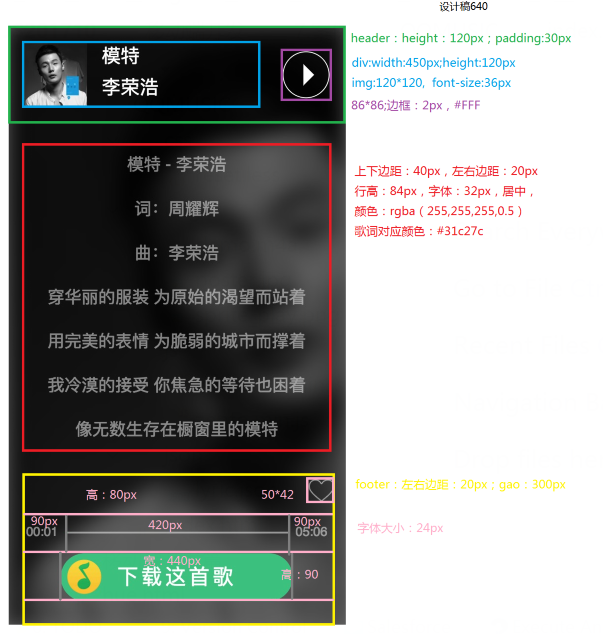 设计稿640
header：height：120px；padding:30px
模特
李荣浩
div:width:450px;height:120px
img:120*120，font-size:36px
86*86;边框：2px，#FFF
模特 - 李荣浩
词：周耀辉
曲：李荣浩
穿华丽的服装 为原始的渴望而站着
用完美的表情 为脆弱的城市而撑着
我冷漠的接受 你焦急的等待也困着
像无数生存在橱窗里的模特
上下边距：40px，左右边距：20px
行高：84px，字体：32px，居中，
颜色：rgba（255,255,255,0.5）
歌词对应颜色：#31c27c
footer：左右边距：20px；gao：300px
高：80px
50*42
90px
420px
90px
00:01
05:06
字体大小：24px
宽：440px
下载这首歌
高：90